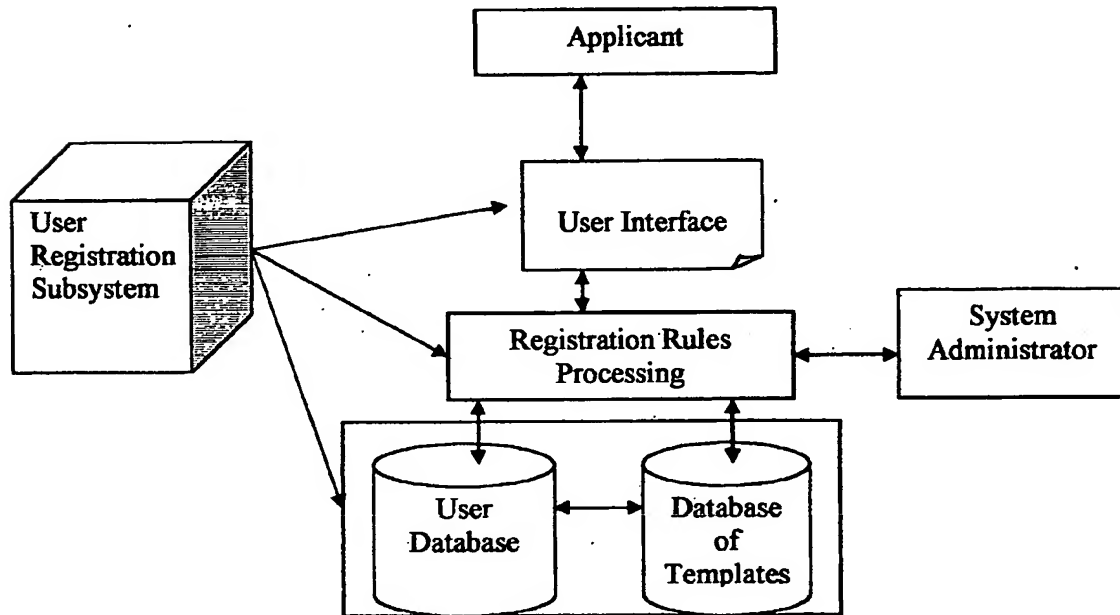 Applicant
User
Registration
Subsystem
User Interface
Registration Rules
Processing
System
Administrator
User
Database
Database
of
Templates